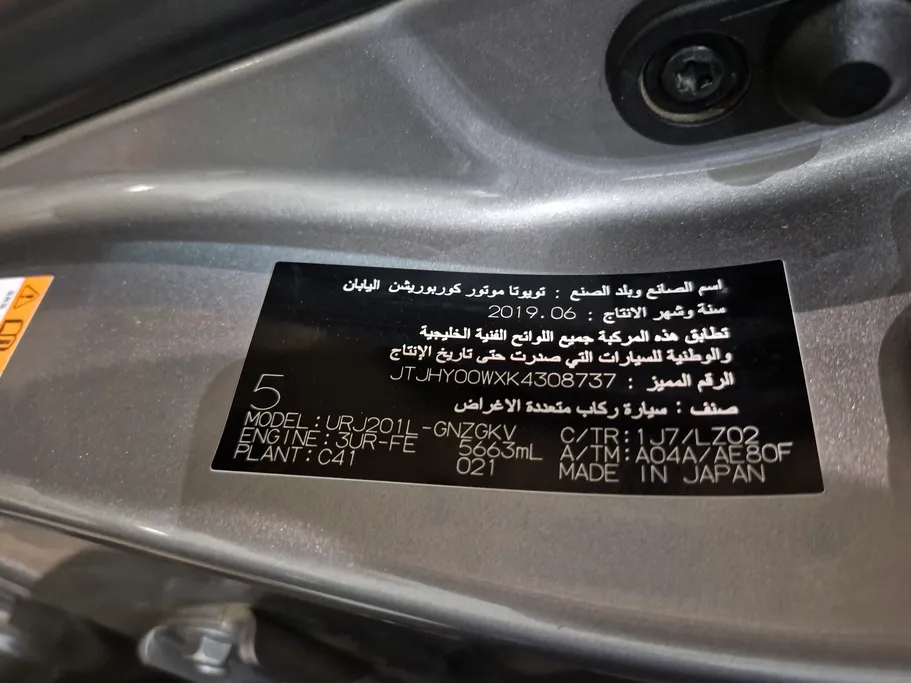 اسم الصانع وبلد الصنع : تويوتا موتور كوربوريشن اليابان
سنة وشهر الانتاج : 2019.06
تطابق هذه المركبة جميع اللوائح الفنية الخليجية
والوطنية للسيارات التي صدرت حتى تاريخ الإنتاج
الرقم المميز : JTJHY00WXK4308737
صنف : سيارة ركاب متعددة الاغراض
5
MODEL:URJ201L-GNZGKV C/TR:1J7/LZ02
ENGINE:3UR-FE 5663mL A/TM:A04A/AE80F
PLANT:C41 021 MADE IN JAPAN